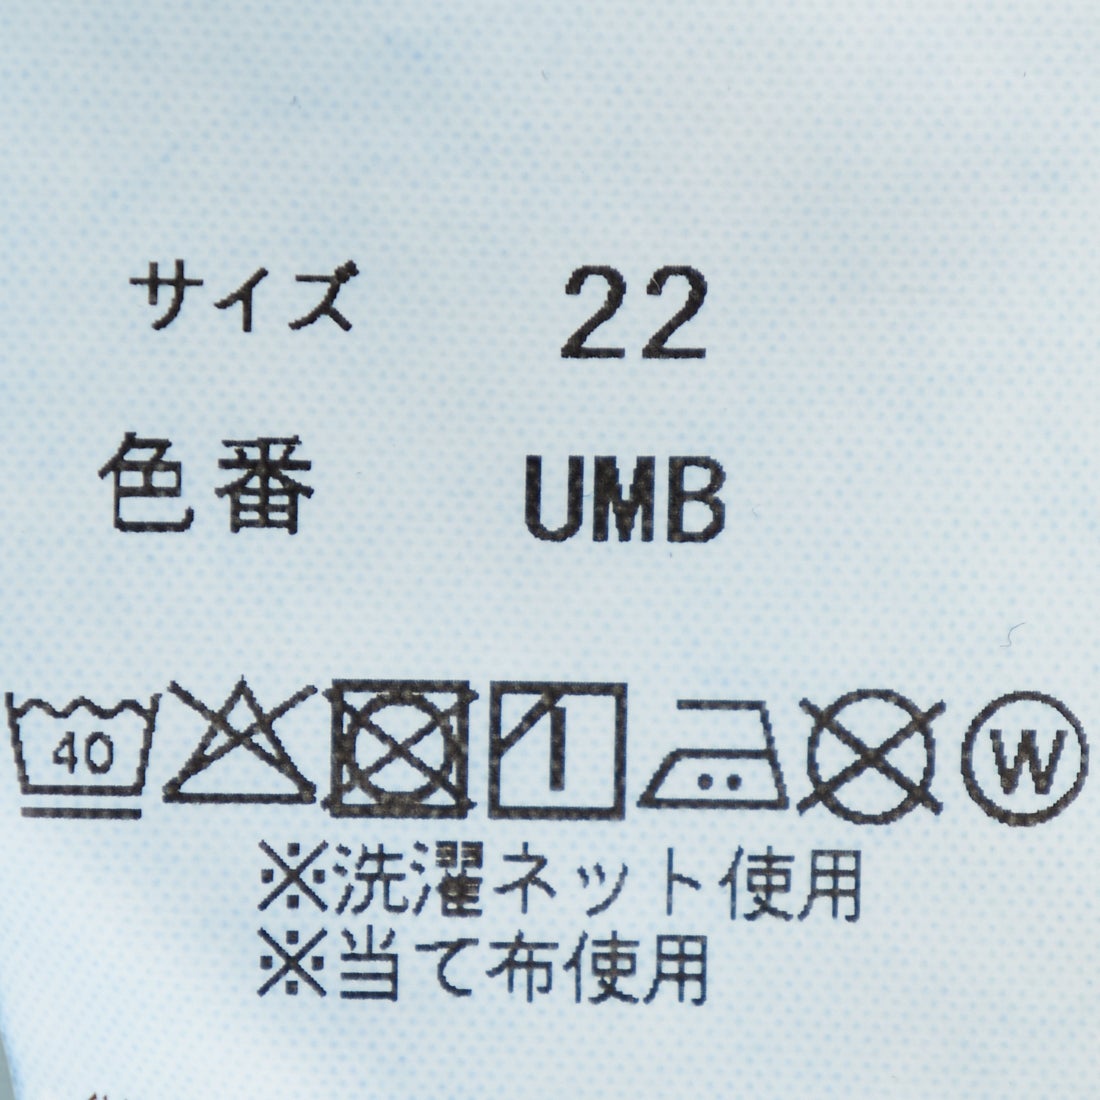 サイズ 22
色番 UMB
40 W
※洗濯ネット使用
※当て布使用